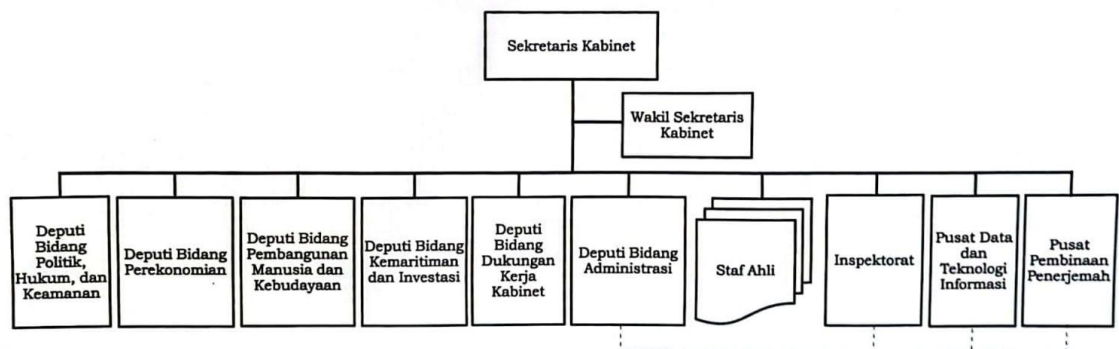 Sekretaris Kabinet
Wakil Sekretaris
Kabinet
Deputi
Bidang
Politik,
Hukum, dan
Keamanan
Deputi Bidang
Perekonomian
Deputi Bidang
Pembangunan
Manusia dan
Kebudayaan
Deputi Bidang
Kemaritiman
dan Investasi
Deputi
Bidang
Dukungan
Kerja
Kabinet
Deputi Bidang
Administrasi
Staf Ahli
Inspektorat
Pusat Data
dan
Teknologi
Informasi
Pusat
Pembinaan
Penerjemah